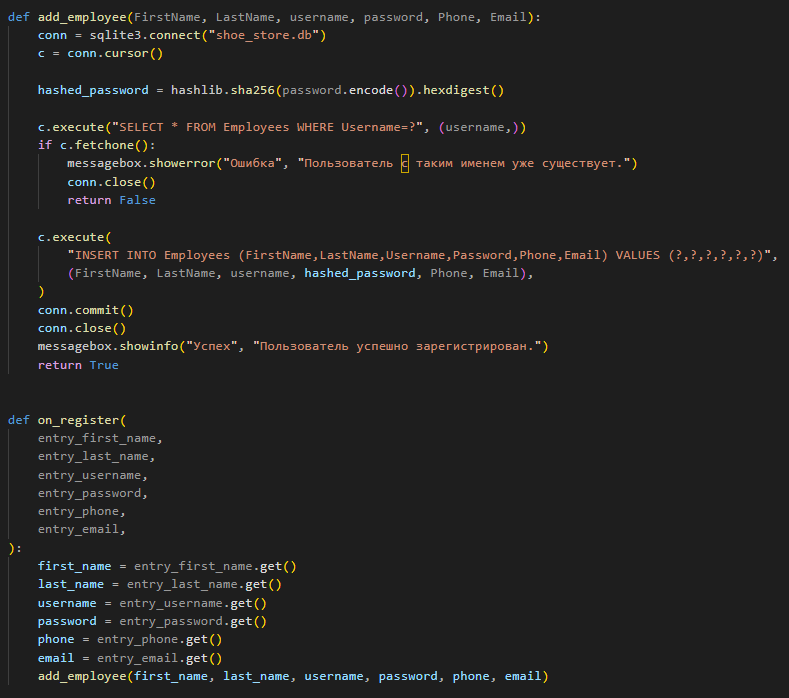 def add_employee(FirstName, LastName, username, password, Phone, Email):
    conn = sqlite3.connect("shoe_store.db")
    c = conn.cursor()

    hashed_password = hashlib.sha256(password.encode()).hexdigest()

    c.execute("SELECT * FROM Employees WHERE Username=?", (username,))
    if c.fetchone():
        messagebox.showerror("Ошибка", "Пользователь с таким именем уже существует.")
        conn.close()
        return False

    c.execute(
        "INSERT INTO Employees (FirstName,LastName,Username,Password,Phone,Email) VALUES (?,?,?,?,?,?)",
        (FirstName, LastName, username, hashed_password, Phone, Email),
    )
    conn.commit()
    conn.close()
    messagebox.showinfo("Успех", "Пользователь успешно зарегистрирован.")
    return True


def on_register(
    entry_first_name,
    entry_last_name,
    entry_username,
    entry_password,
    entry_phone,
    entry_email,
):
    first_name = entry_first_name.get()
    last_name = entry_last_name.get()
    username = entry_username.get()
    password = entry_password.get()
    phone = entry_phone.get()
    email = entry_email.get()
    add_employee(first_name, last_name, username, password, phone, email)